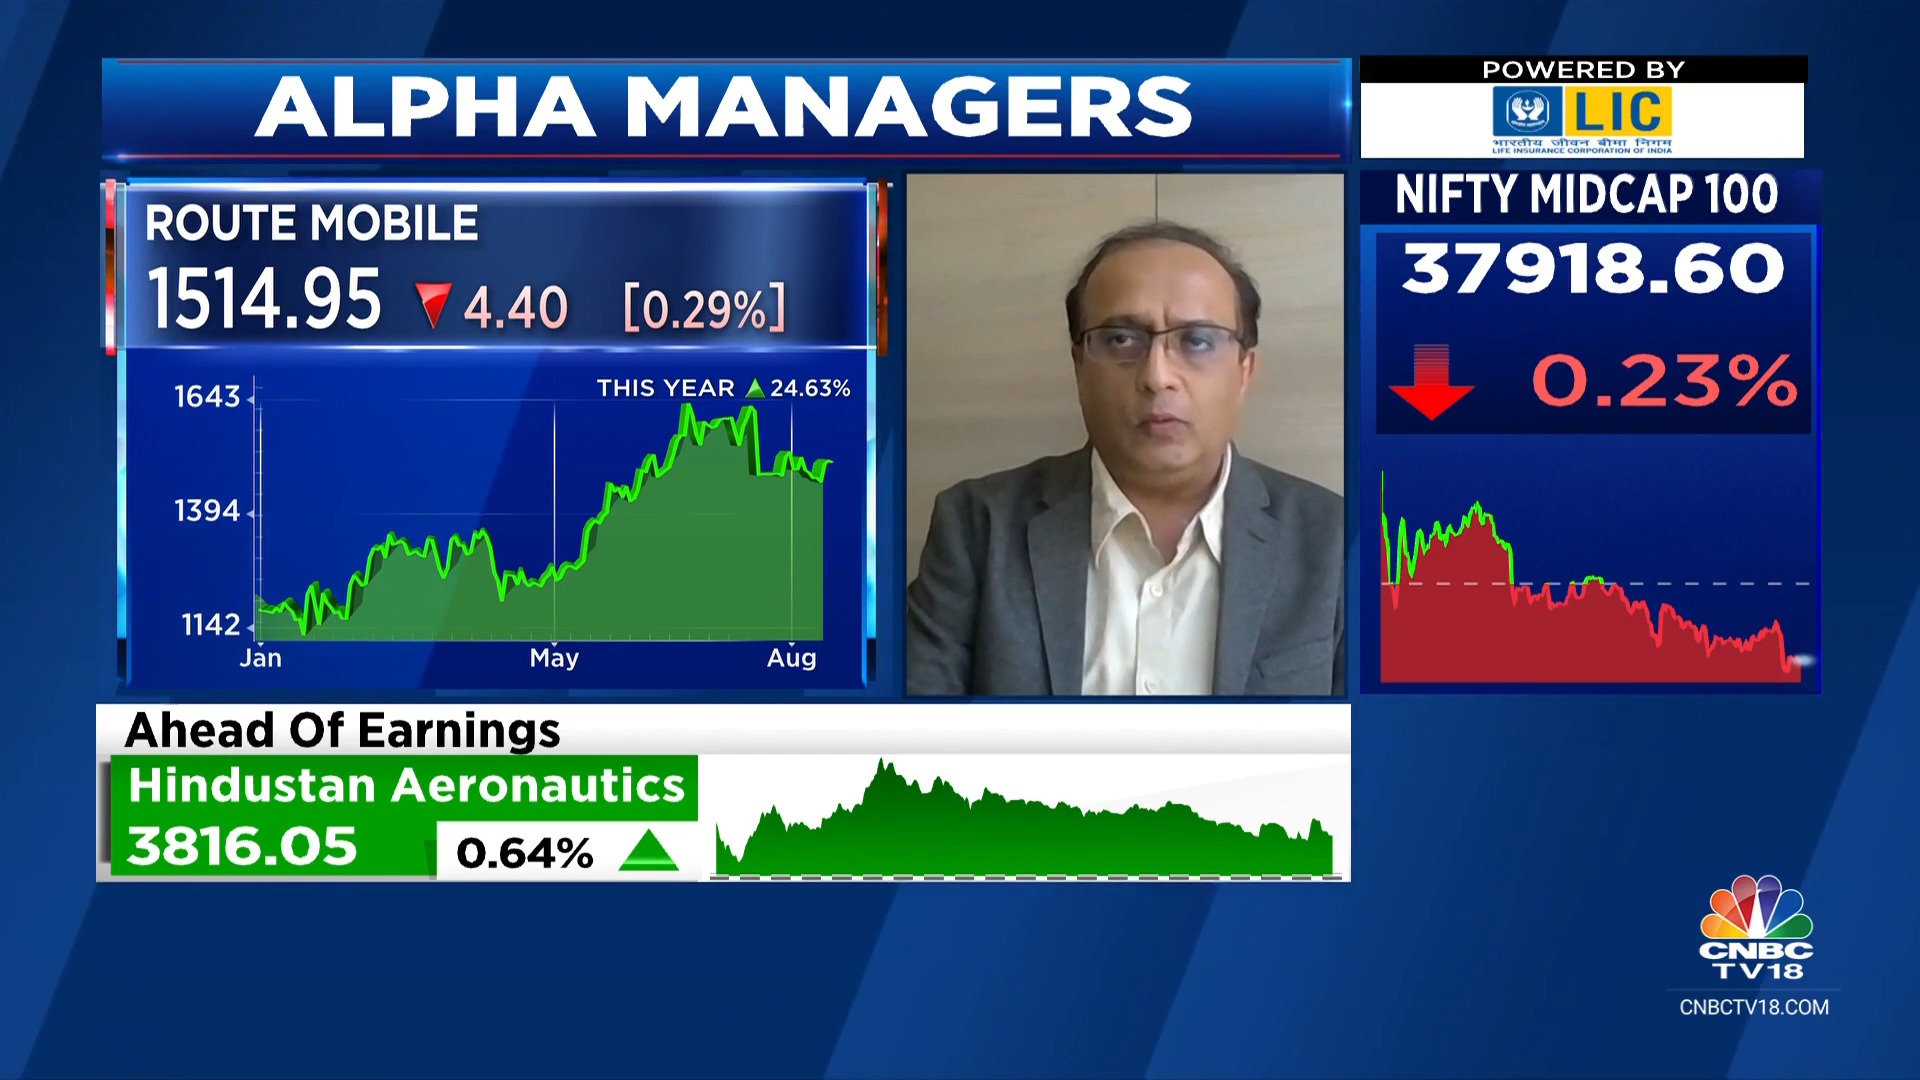 ALPHA MANAGERS
POWERED BY
LIC
भारतीय जीवन बीमा निगम
LIFE INSURANCE CORPORATION OF INDIA
ROUTE MOBILE
1514.95 ▼ 4.40 [0.29%]
THIS YEAR ▲ 24.63%
1643
1394
1142
Jan May Aug
NIFTY MIDCAP 100
37918.60
0.23%
Ahead Of Earnings
Hindustan Aeronautics
3816.05 0.64%
CNBC
TV18
CNBCTV18.COM